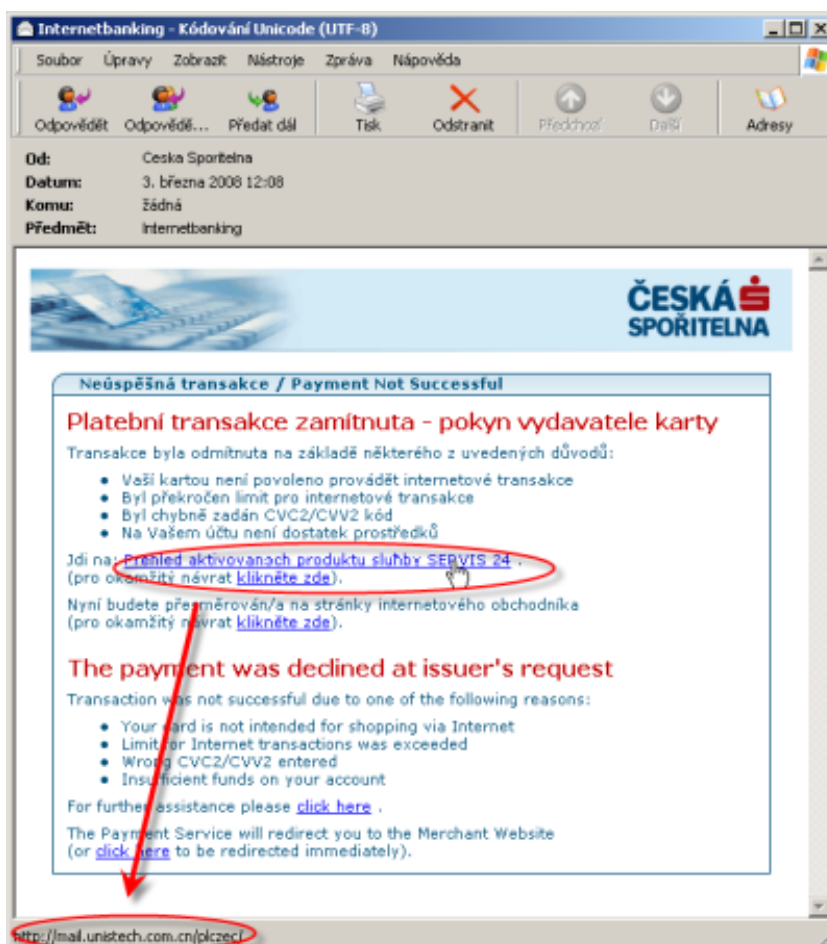 Internetbanking - Kódování Unicode (UTF-8)
Soubor Úpravy Zobrazit Nástroje Zpráva Nápověda
Odpovědět Odpovědě... Předat dál Tisk Odstranit Předchozí Další Adresy
Od: Ceska Sporitelna
Datum: 3. března 2008 12:08
Komu: žádná
Předmět: Internetbanking
ČESKÁ
SPOŘITELNA
Neúspěšná transakce / Payment Not Successful
Platební transakce zamítnuta - pokyn vydavatele karty
Transakce byla odmítnuta na základě některého z uvedených důvodů:
• Vaší kartou není povoleno provádět internetové transakce
• Byl překročen limit pro internetové transakce
• Byl chybně zadán CVC2/CVV2 kód
• Na Vašem účtu není dostatek prostředků
Jdi na: Prehled aktivovanach produktu sluħby SERVIS 24 .
(pro okamžitý návrat klikněte zde).
Nyní budete přesměrován/a na stránky internetového obchodníka
(pro okamžitý návrat klikněte zde).
The payment was declined at issuer's request
Transaction was not successful due to one of the following reasons:
• Your card is not intended for shopping via Internet
• Limit for Internet transactions was exceeded
• Wrong CVC2/CVV2 entered
• Insufficient funds on your account
For further assistance please click here .
The Payment Service will redirect you to the Merchant Website
(or click here to be redirected immediately).
http://mail.unistech.com.cn/plczec/